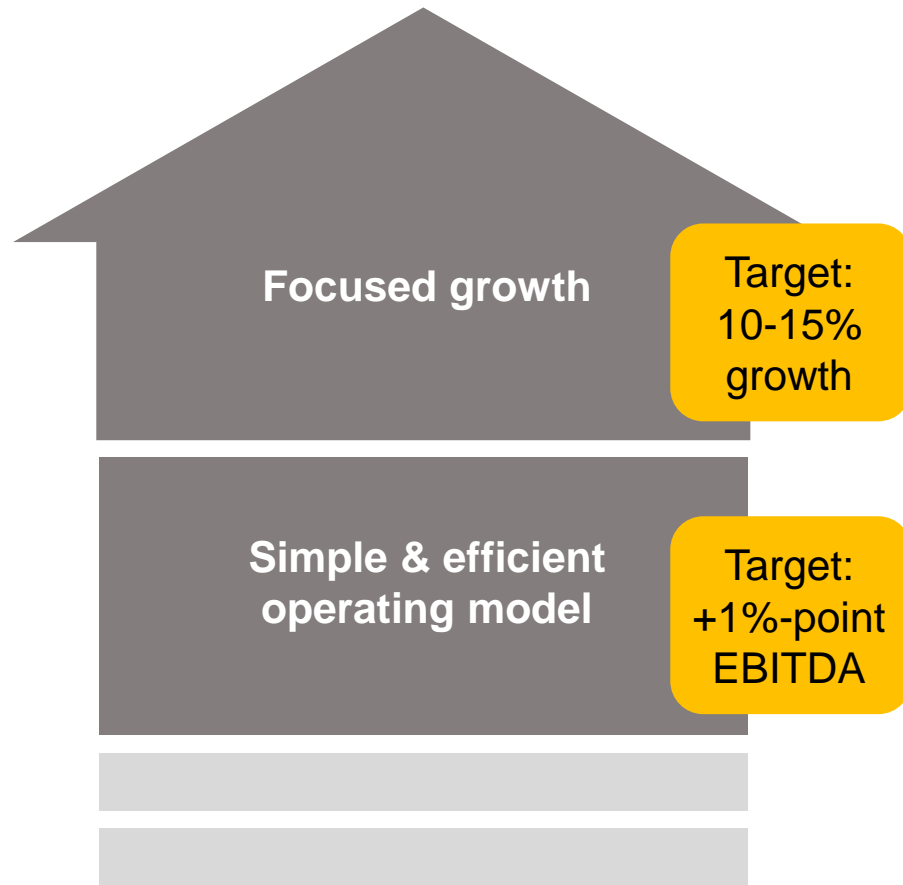 Focused growth
Target:
10-15%
growth
Simple & efficient
operating model
Target:
+1%-point
EBITDA